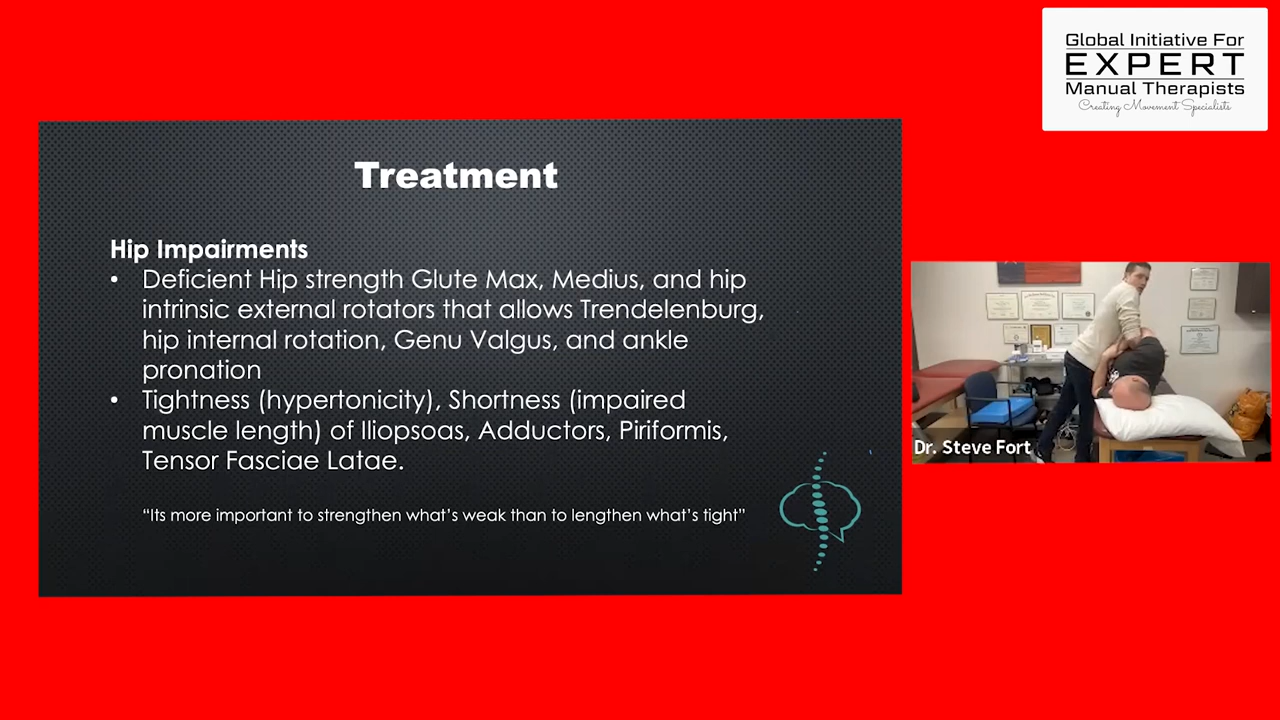 Global Initiative For
EXPERT
Manual Therapists
Creating Movement Specialists
Treatment
Hip Impairments
• Deficient Hip strength Glute Max, Medius, and hip
intrinsic external rotators that allows Trendelenburg,
hip internal rotation, Genu Valgus, and ankle
pronation
• Tightness (hypertonicity), Shortness (impaired
muscle length) of Iliopsoas, Adductors, Piriformis,
Tensor Fasciae Latae.
“Its more important to strengthen what’s weak than to lengthen what’s tight”
Dr. Steve Fort